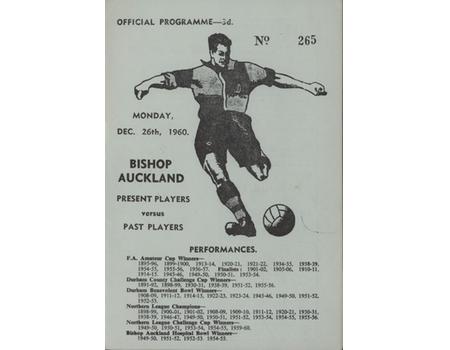 OFFICIAL PROGRAMME—3d.
No 265
MONDAY,
DEC. 26th, 1960.
BISHOP
AUCKLAND
PRESENT PLAYERS
versus
PAST PLAYERS
PERFORMANCES.
F.A. Amateur Cup Winners—
1895-96, 1899-1900, 1913-14, 1920-21, 1921-22, 1934-35, 1938-39,
1954-55, 1955-56, 1956-57. Finalists: 1901-02, 1905-06, 1910-11,
1914-15, 1945-46, 1949-50, 1950-51, 1953-54.
Durham County Challenge Cup Winners—
1891-92, 1898-99, 1930-31, 1938-39, 1951-52, 1955-56.
Durham Benevolent Bowl Winners—
1908-09, 1911-12, 1914-15, 1922-23, 1923-24, 1945-46, 1949-50, 1951-52,
1952-53.
Northern League Champions—
1898-99, 1900-01, 1901-02, 1908-09, 1909-10, 1911-12, 1920-21, 1930-31,
1938-39, 1946-47, 1949-50, 1950-51, 1951-52, 1953-54, 1954-55, 1955-56.
Northern League Challenge Cup Winners—
1949-50, 1950-51, 1953-54, 1954-55, 1959-60.
Bishop Auckland Hospital Bowl Winners—
1949-50, 1951-52, 1952-53, 1954-55.